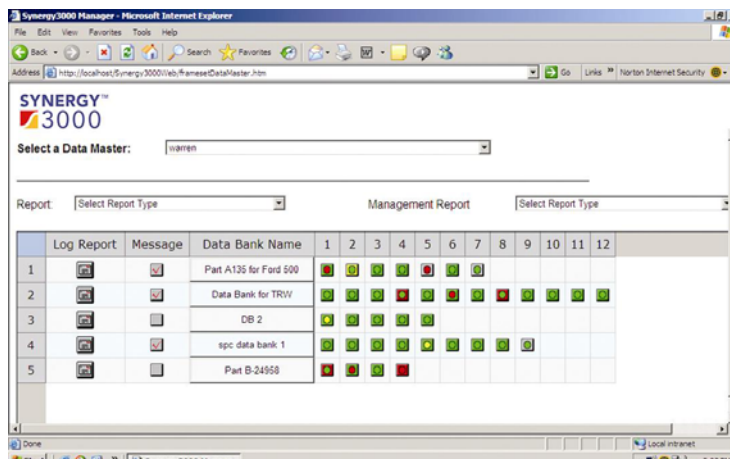 Synergy3000 Manager - Microsoft Internet Explorer
File Edit View Favorites Tools Help
Back Search Favorites
Address http://localhost/Synergy3000Web/framesetDataMaster.htm Go Links » Norton Internet Security
SYNERGY™
3000
Select a Data Master: warren
Report: Select Report Type Management Report Select Report Type
Log Report Message Data Bank Name 1 2 3 4 5 6 7 8 9 10 11 12
1 Part A135 for Ford 500
2 Data Bank for TRW
3 DB 2
4 spc data bank 1
5 Part B-24958
Done Local intranet